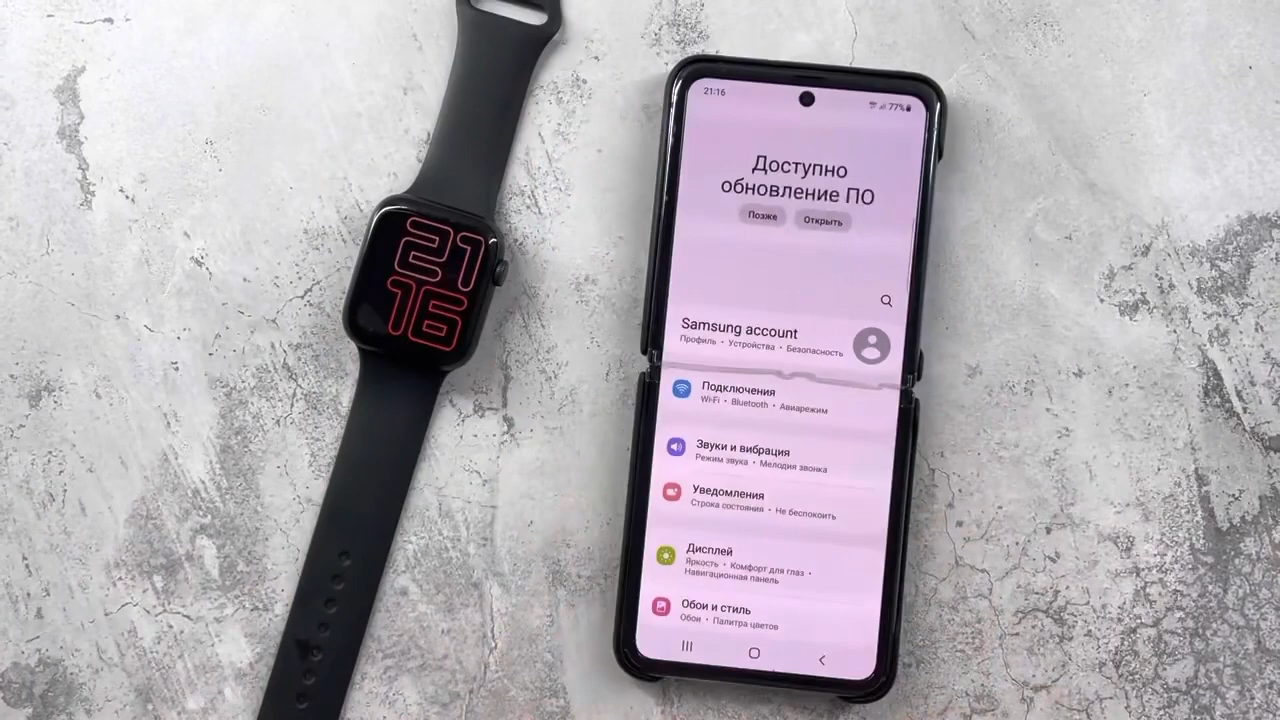 21
16
21:16
77%
Доступно
обновление ПО
Позже
Открыть
Samsung account
Профиль • Устройства • Безопасность
Подключения
Wi-Fi • Bluetooth • Авиарежим
Звуки и вибрация
Режим звука • Мелодия звонка
Уведомления
Строка состояния • Не беспокоить
Дисплей
Яркость • Комфорт для глаз •
Навигационная панель
Обои и стиль
Обои • Палитра цветов